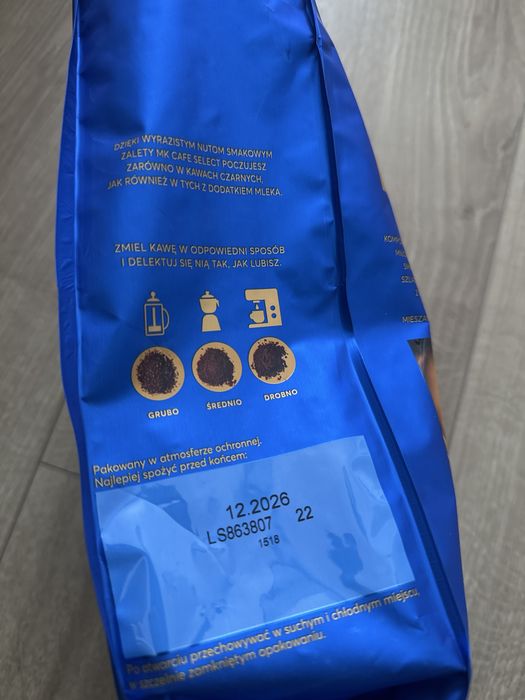 DZIĘKI WYRAZISTYM NUTOM SMAKOWYM
ZALETY MK CAFE SELECT POCZUJESZ
ZARÓWNO W KAWACH CZARNYCH,
JAK RÓWNIEŻ W TYCH Z DODATKIEM MLEKA.
ZMIEL KAWĘ W ODPOWIEDNI SPOSÓB
I DELEKTUJ SIĘ NIĄ TAK, JAK LUBISZ.
GRUBO ŚREDNIO DROBNO
Pakowany w atmosferze ochronnej.
Najlepiej spożyć przed końcem:
12.2026
LS863807 22
1518
Po otwarciu przechowywać w suchym i chłodnym miejscu,
w szczelnie zamkniętym opakowaniu.